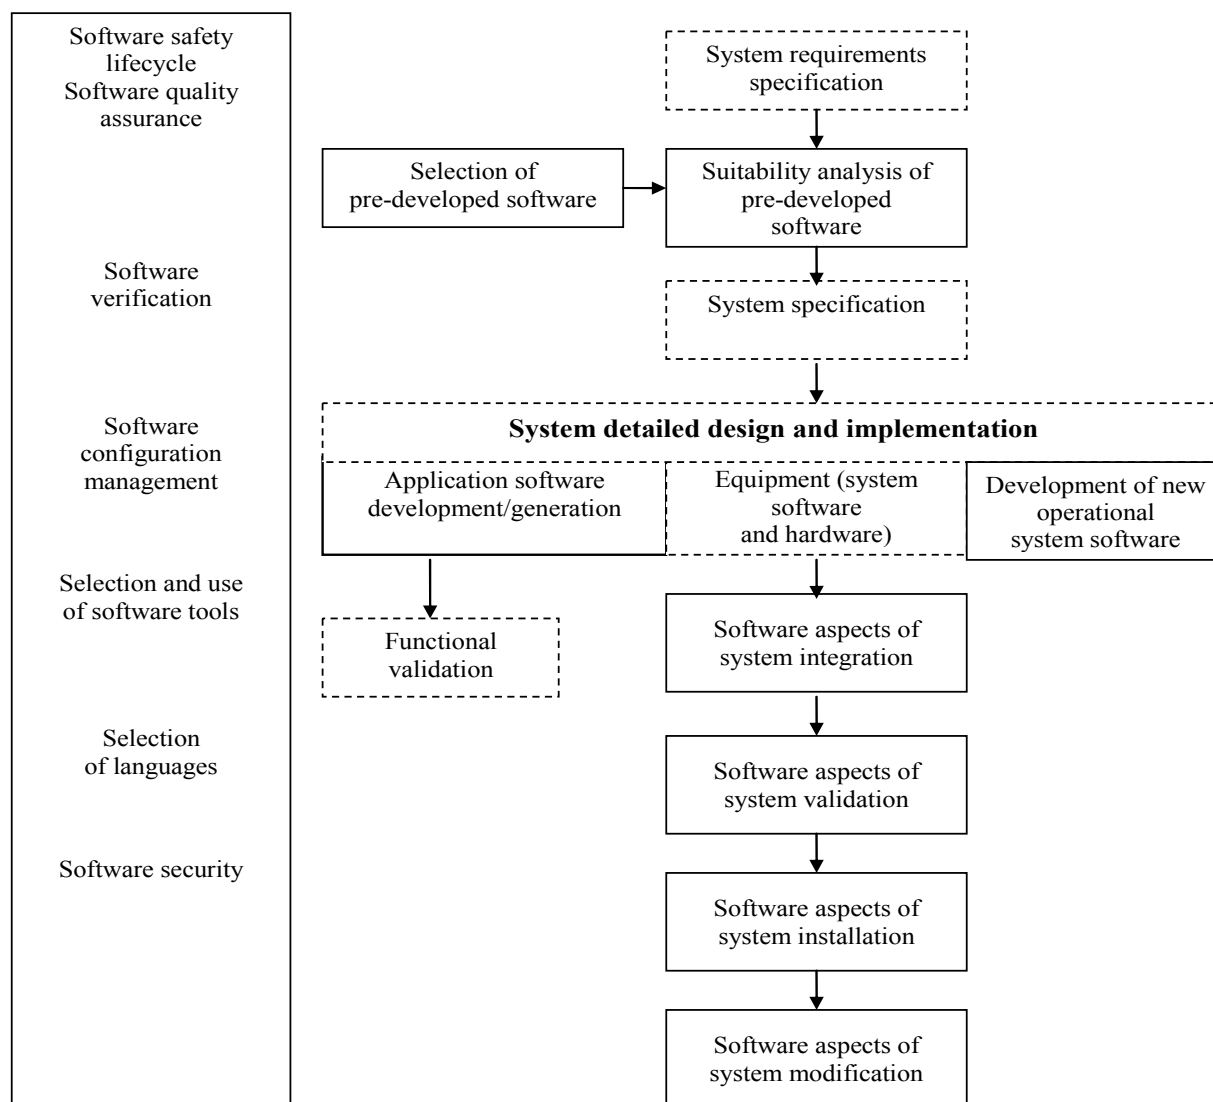 Software safety
lifecycle
Software quality
assurance
Software
verification
Software
configuration
management
Selection and use
of software tools
Selection
of languages
Software security
System requirements
specification
Selection of
pre-developed software
Suitability analysis of
pre-developed
software
System specification
System detailed design and implementation
Application software
development/generation
Equipment (system
software
and hardware)
Development of new
operational
system software
Functional
validation
Software aspects of
system integration
Software aspects of
system validation
Software aspects of
system installation
Software aspects of
system modification